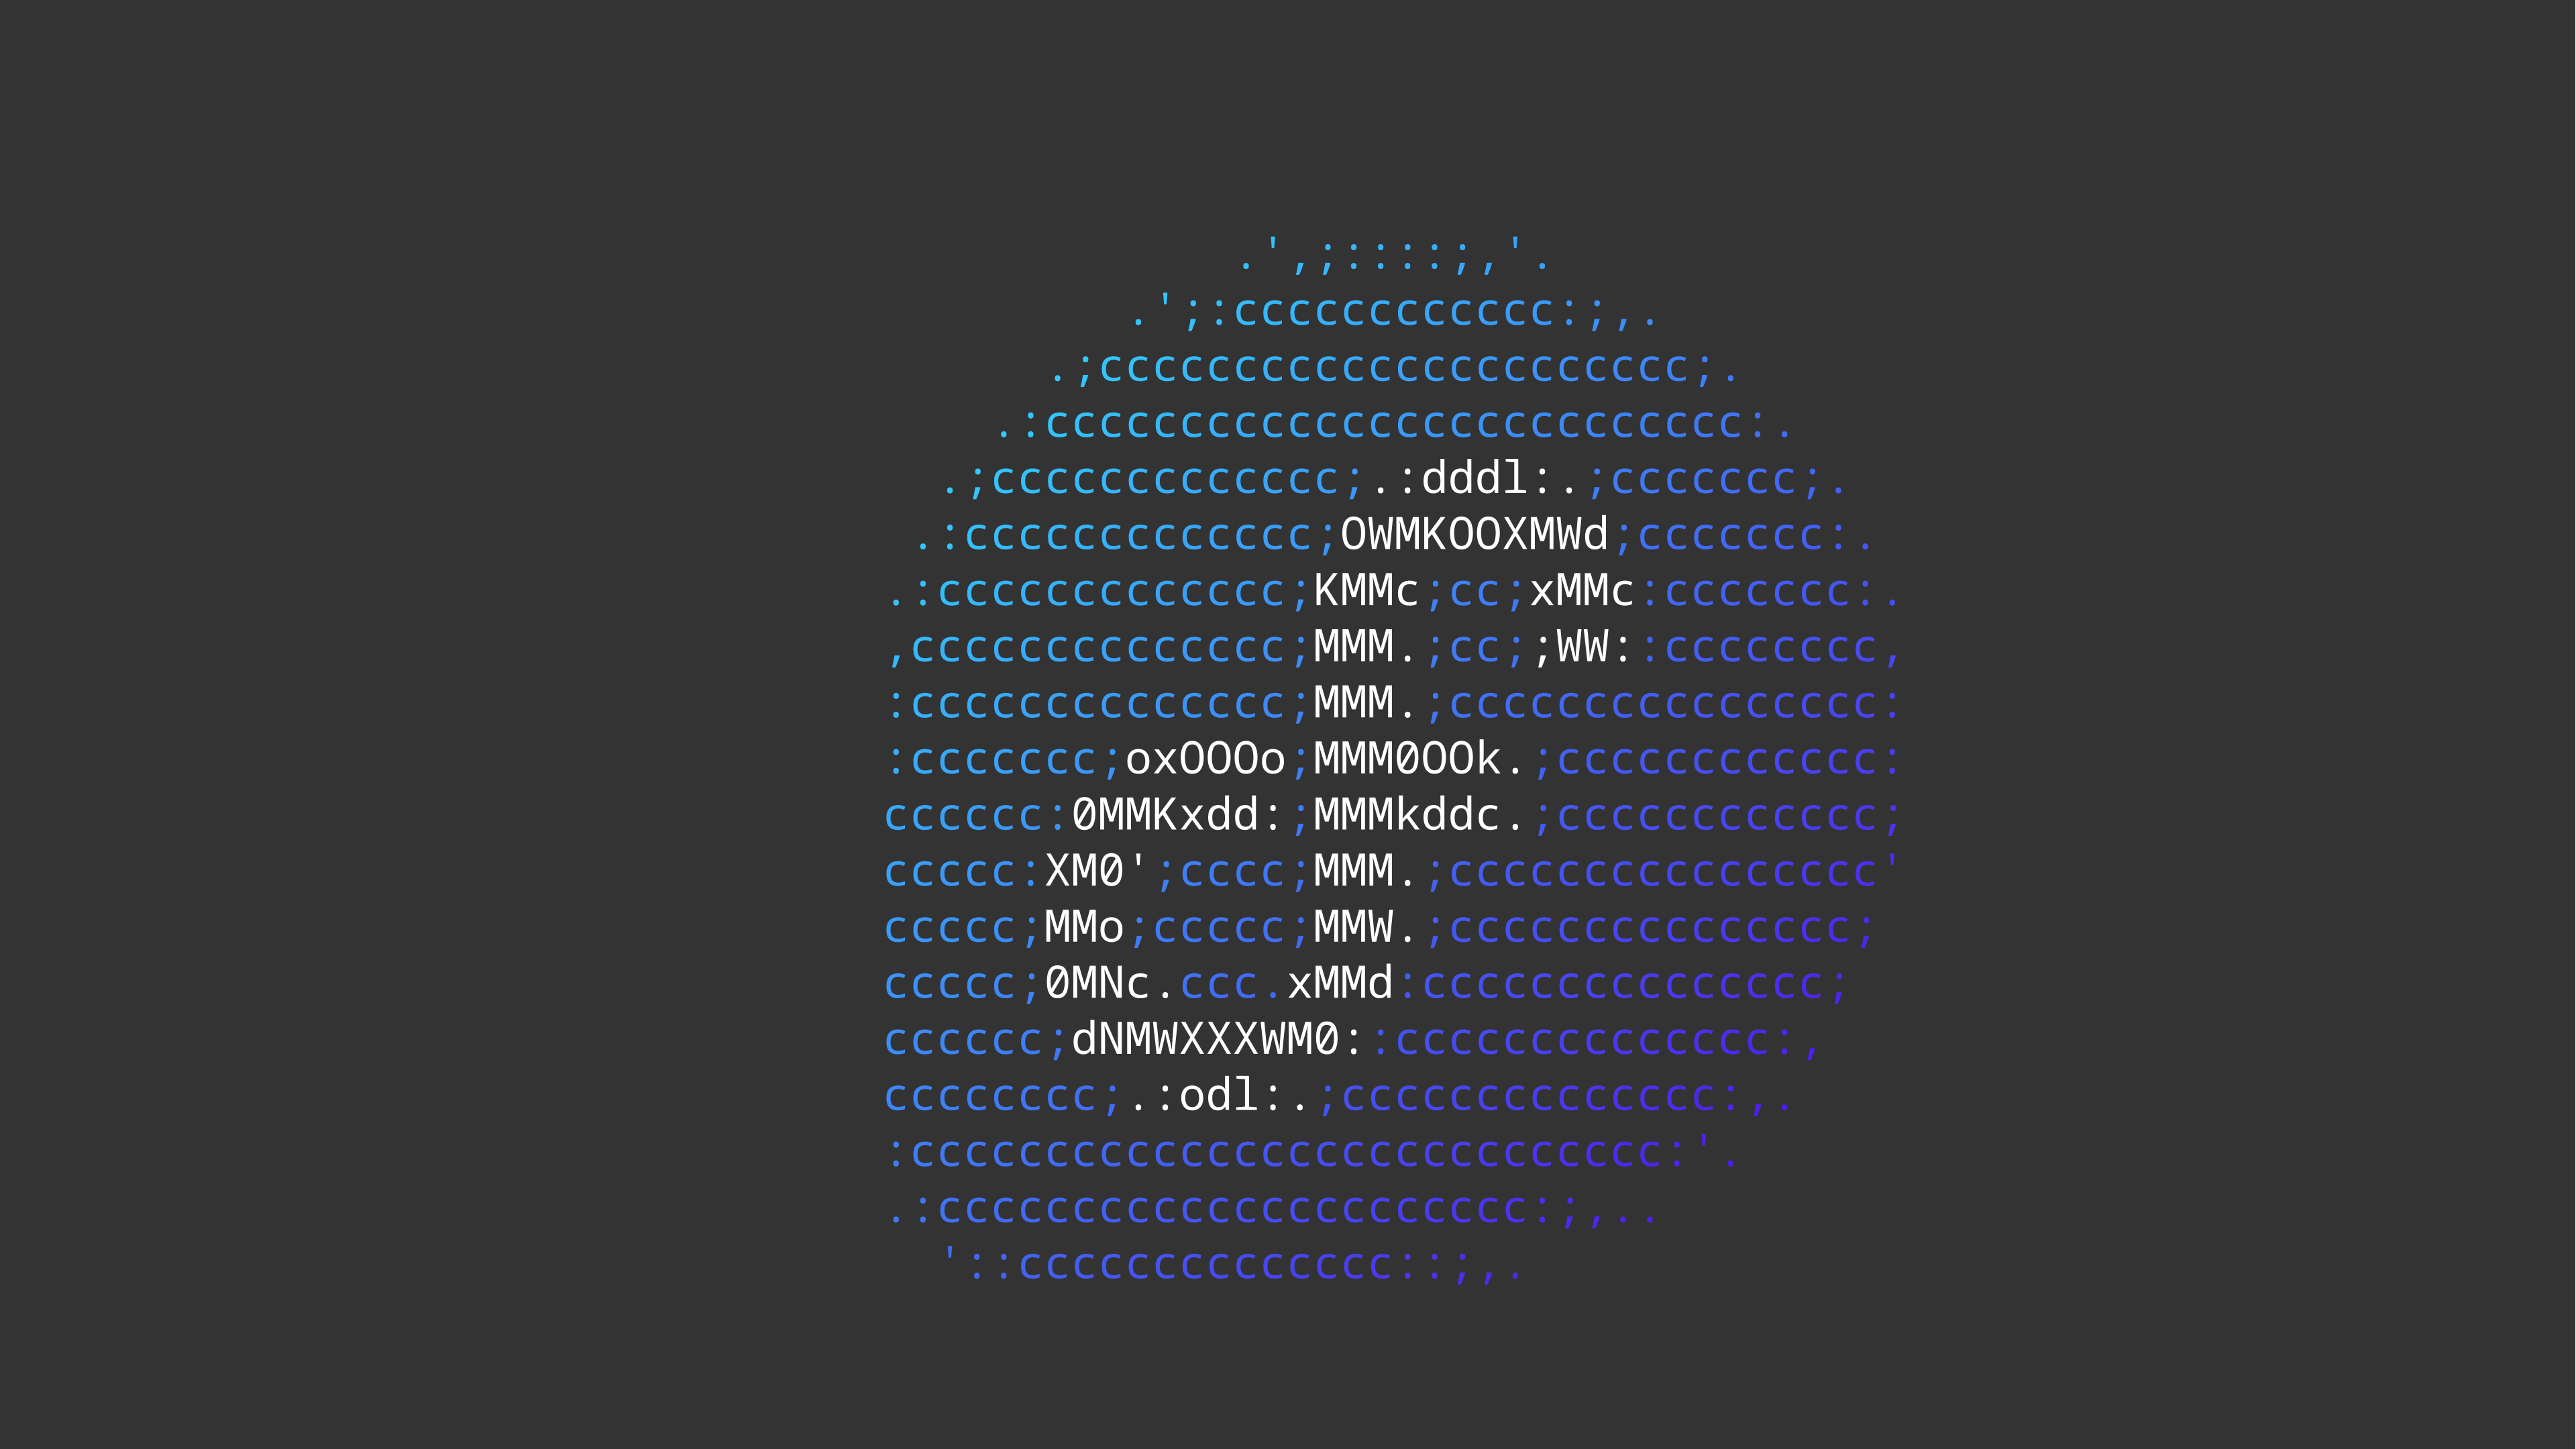 .',;::::;,'.
         .';:cccccccccccc:;,.
      .;cccccccccccccccccccccc;.
    .:cccccccccccccccccccccccccc:.
  .;ccccccccccccc;.:dddl:.;ccccccc;.
 .:ccccccccccccc;OWMKOOXMWd;ccccccc:.
.:ccccccccccccc;KMMc;cc;xMMc:ccccccc:.
,cccccccccccccc;MMM.;cc;;WW::cccccccc,
:cccccccccccccc;MMM.;cccccccccccccccc:
:ccccccc;oxOOOo;MMM0OOk.;cccccccccccc:
cccccc:0MMKxdd:;MMMkddc.;cccccccccccc;
ccccc:XM0';cccc;MMM.;cccccccccccccccc'
ccccc;MMo;ccccc;MMW.;ccccccccccccccc;
ccccc;0MNc.ccc.xMMd:ccccccccccccccc;
cccccc;dNMWXXXWM0::cccccccccccccc:,
cccccccc;.:odl:.;cccccccccccccc:,.
:cccccccccccccccccccccccccccc:'.
.:cccccccccccccccccccccc:;,..
  '::cccccccccccccc::;,.